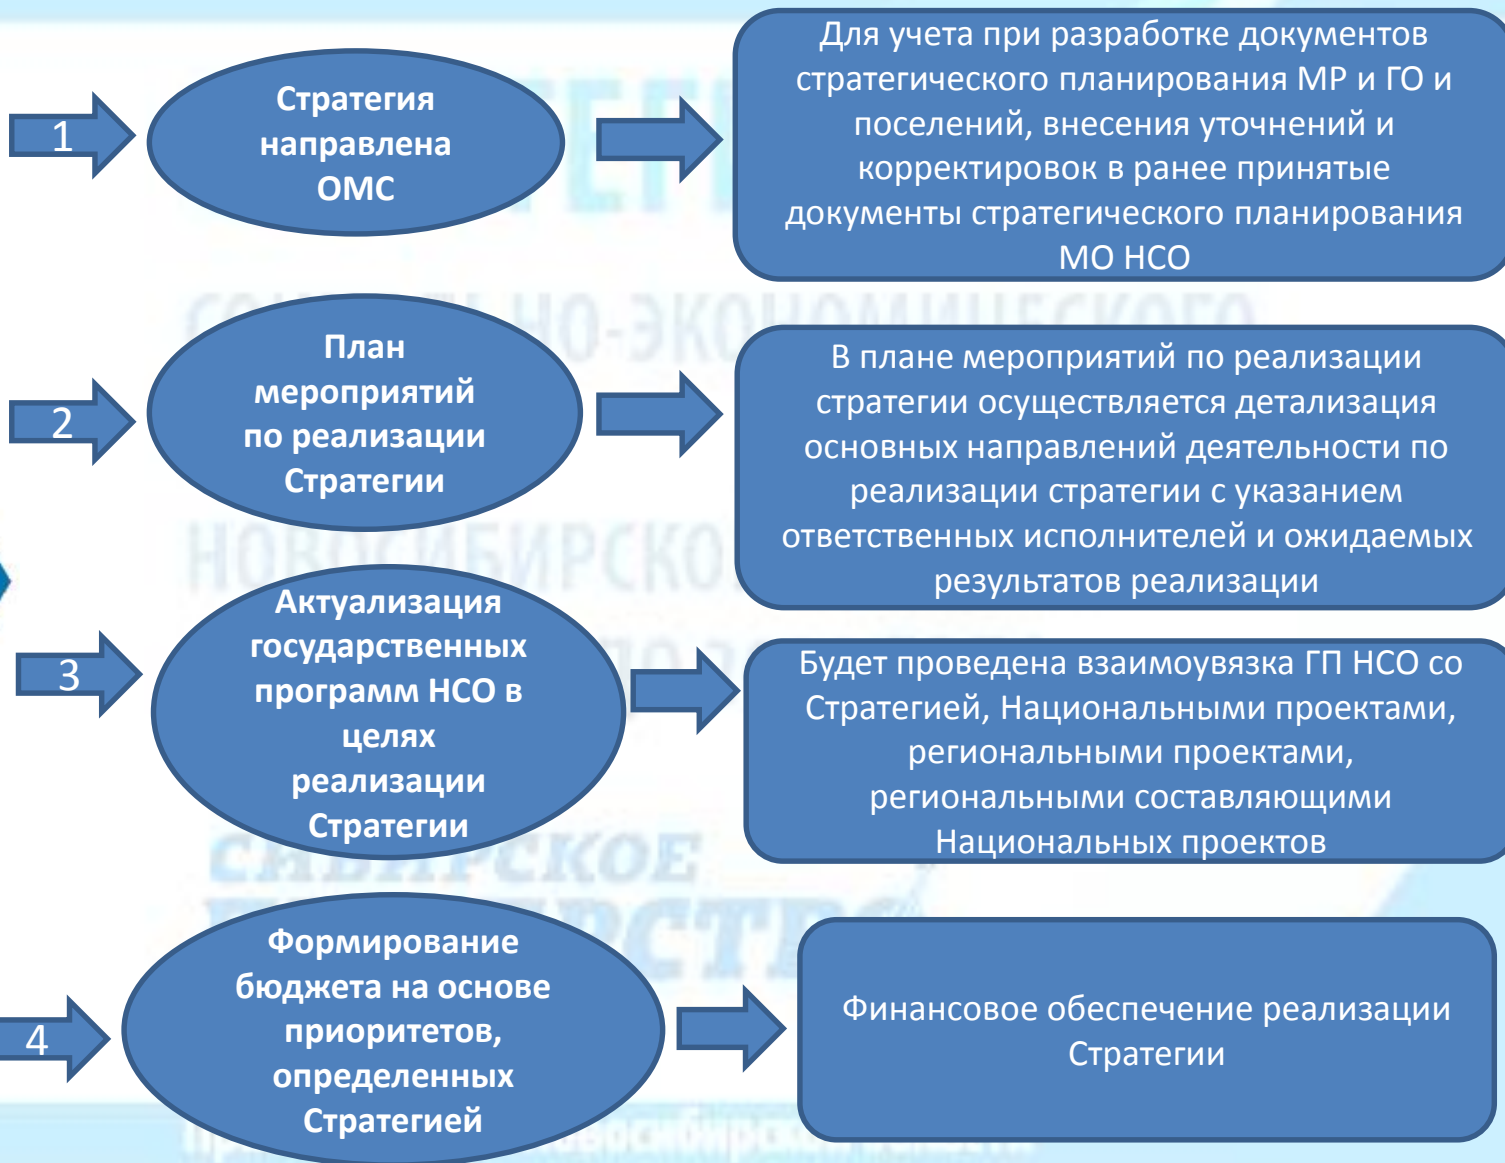 1
Стратегия
направлена
ОМС
Для учета при разработке документов
стратегического планирования МР и ГО и
поселений, внесения уточнений и
корректировок в ранее принятые
документы стратегического планирования
МО НСО
2
План
мероприятий
по реализации
Стратегии
В плане мероприятий по реализации
стратегии осуществляется детализация
основных направлений деятельности по
реализации стратегии с указанием
ответственных исполнителей и ожидаемых
результатов реализации
3
Актуализация
государственных
программ НСО в
целях
реализации
Стратегии
Будет проведена взаимоувязка ГП НСО со
Стратегией, Национальными проектами,
региональными проектами,
региональными составляющими
Национальных проектов
4
Формирование
бюджета на основе
приоритетов,
определенных
Стратегией
Финансовое обеспечение реализации
Стратегии
СИБИРСКОЕ